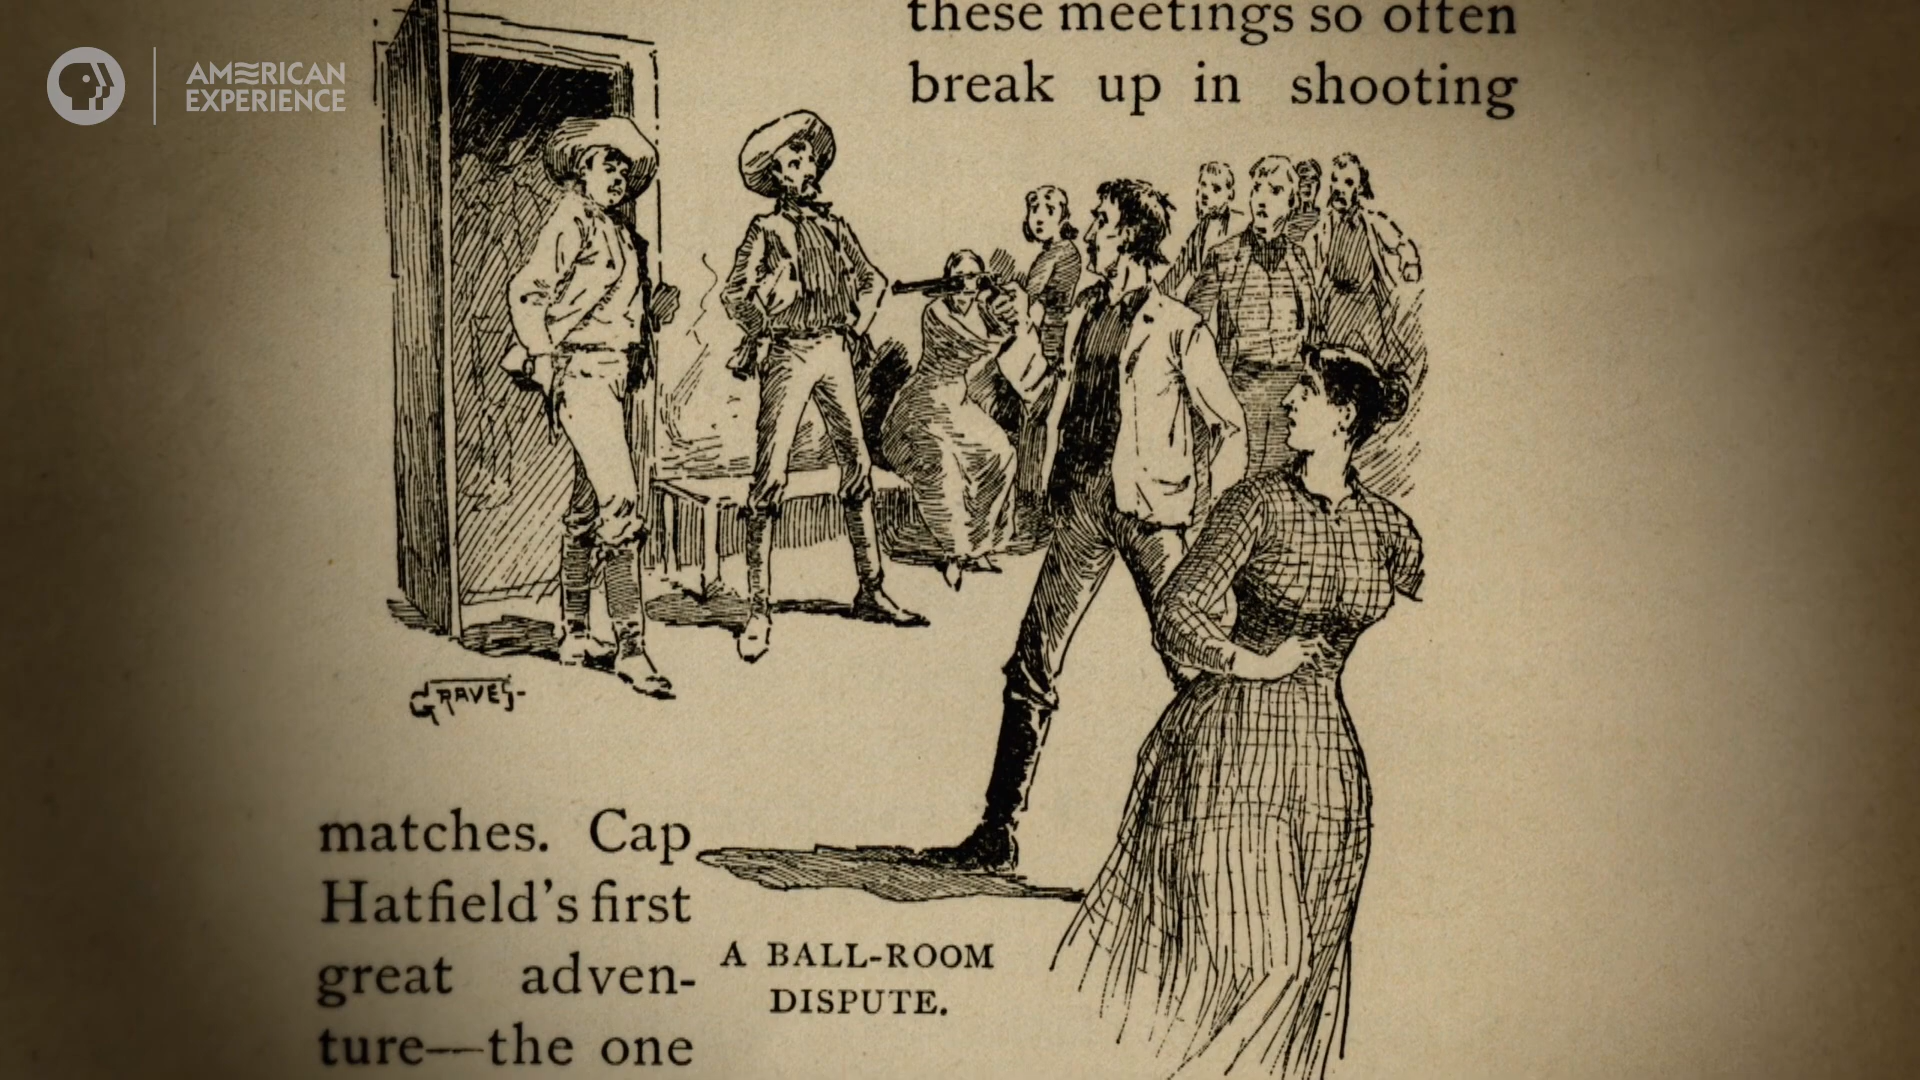 AMERICAN
EXPERIENCE
these meetings so often
break up in shooting
GRAVES-
matches. Cap
Hatfield's first
great adven-
ture—the one
A BALL-ROOM
DISPUTE.